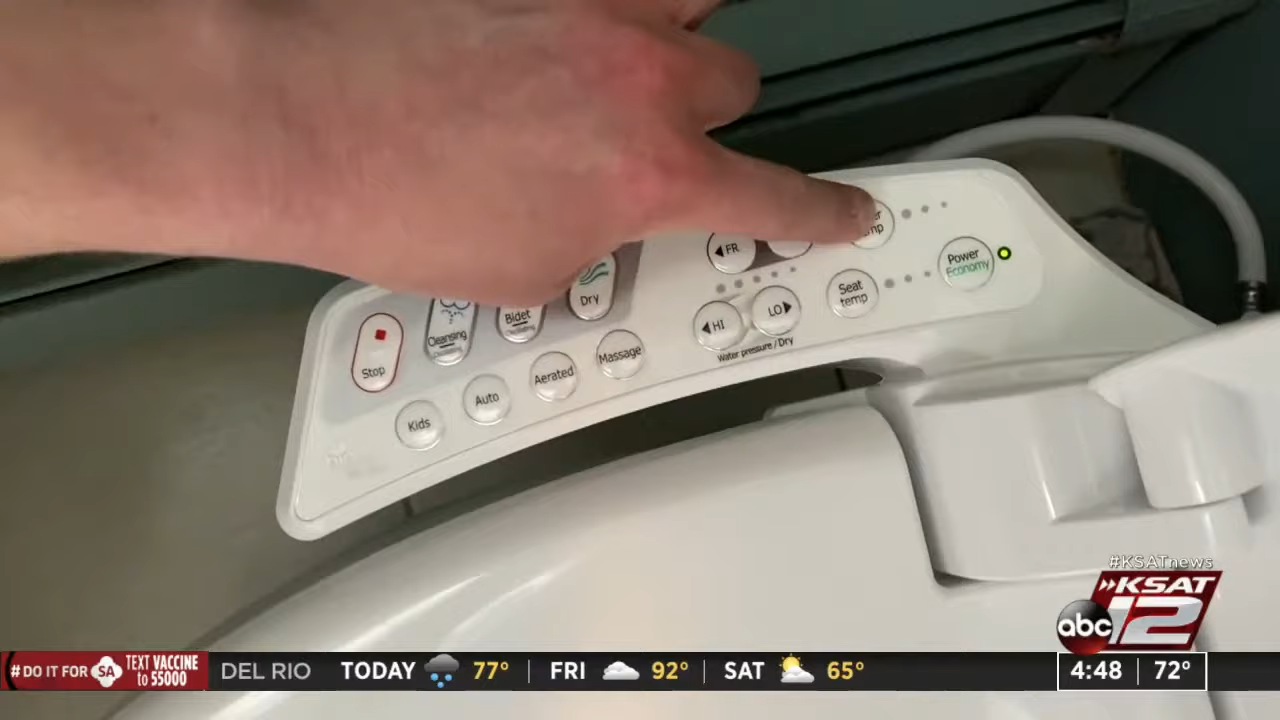 FR
Power
Economy
Seat
temp
HI
LO
Water pressure / Dry
Dry
Bidet
Cleansing
Stop
Massage
Aerated
Auto
Kids
#KSATnews
KSAT
abc 12
# DO IT FOR SA TEXT VACCINE
to 55000
DEL RIO TODAY 77° FRI 92° SAT 65° 4:48 72°